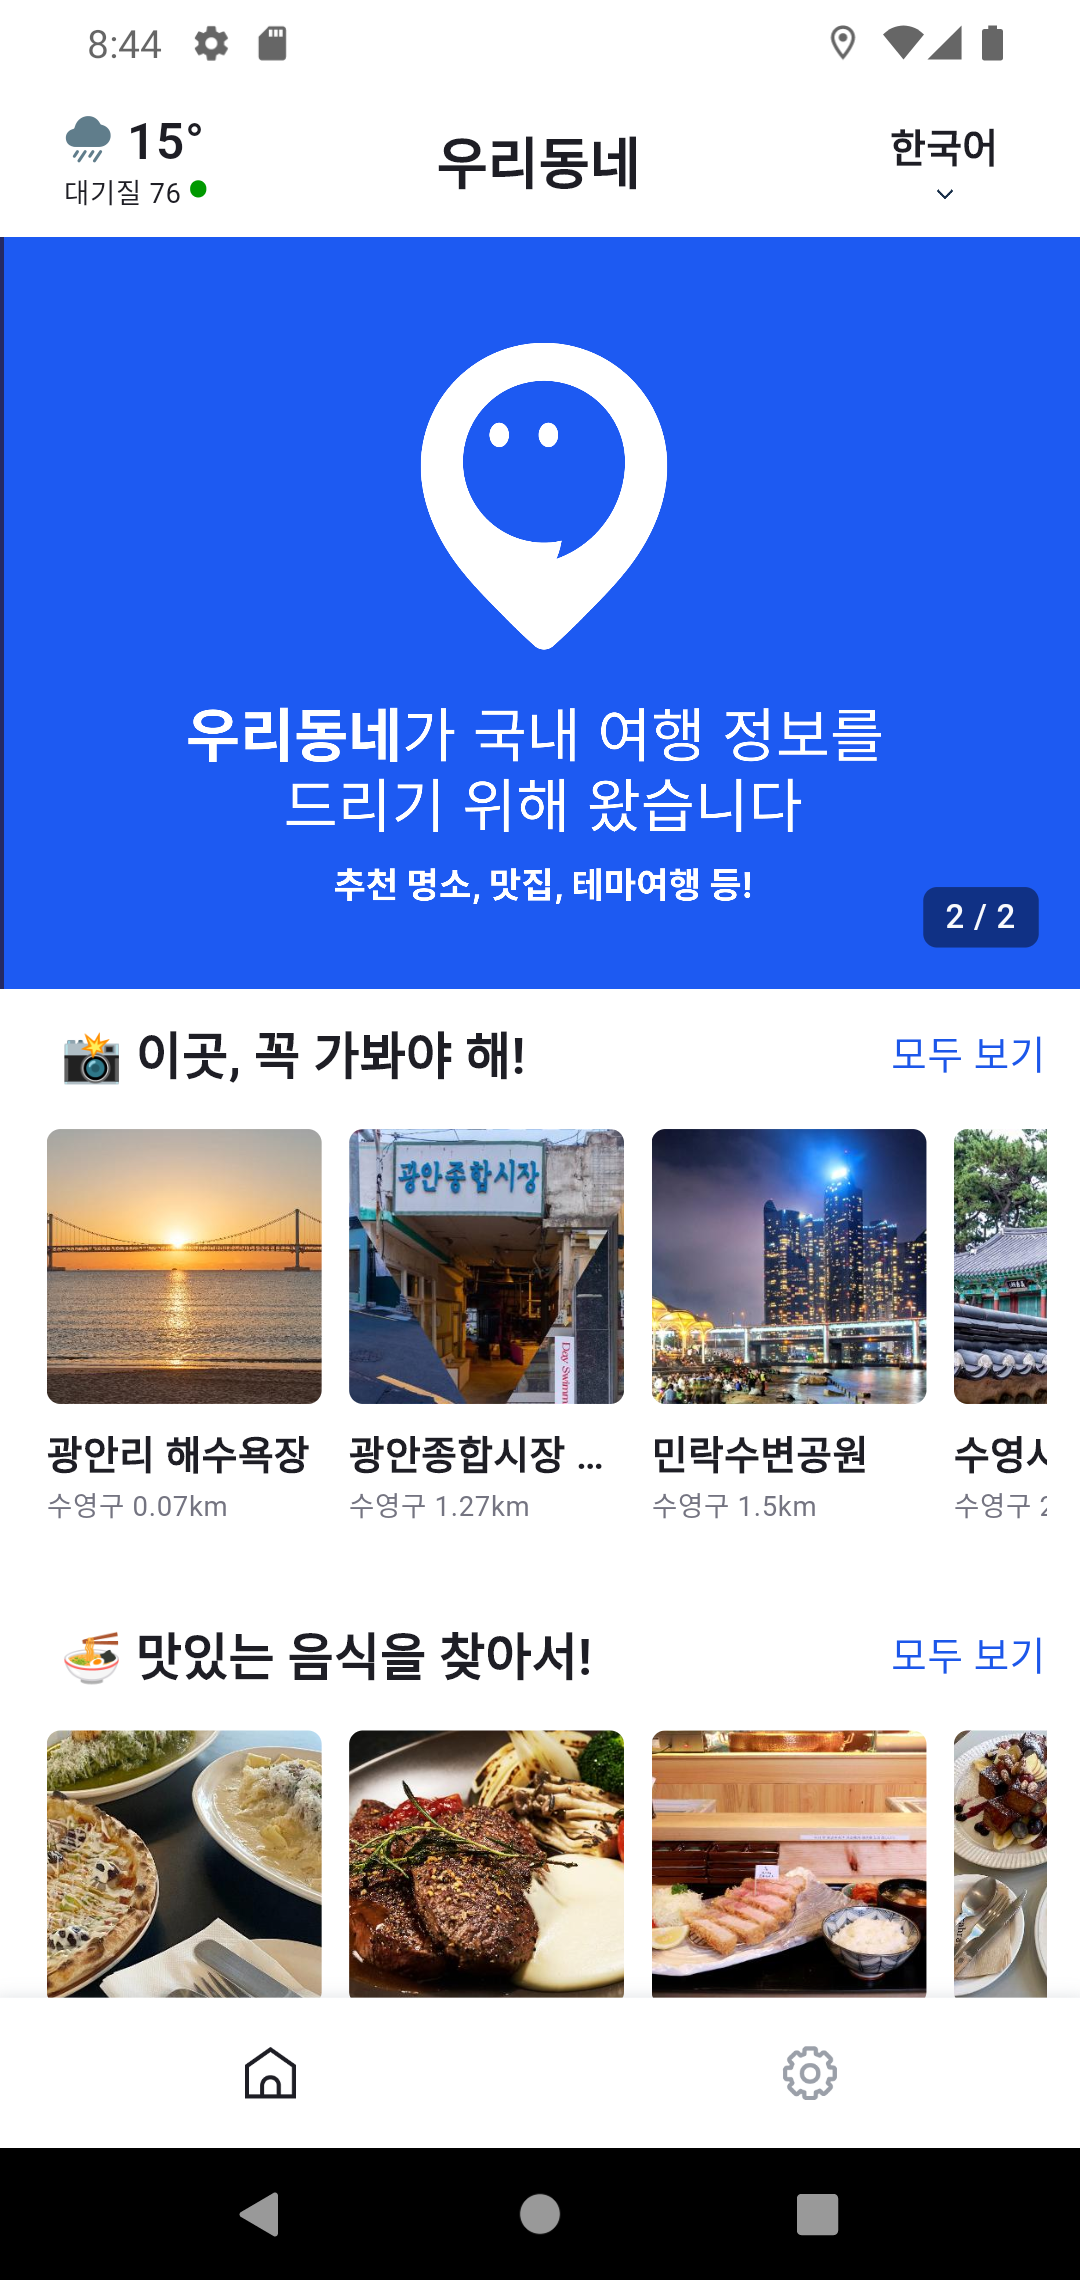 8:44
15°
대기질 76
우리동네
한국어
우리동네가 국내 여행 정보를
드리기 위해 왔습니다
추천 명소, 맛집, 테마여행 등!
2 / 2
📸 이곳, 꼭 가봐야 해!
모두 보기
광안종합시장
Day Swimm
광안리 해수욕장
수영구 0.07km
광안종합시장 ...
수영구 1.27km
민락수변공원
수영구 1.5km
수영
수영구
🍜 맛있는 음식을 찾아서!
모두 보기